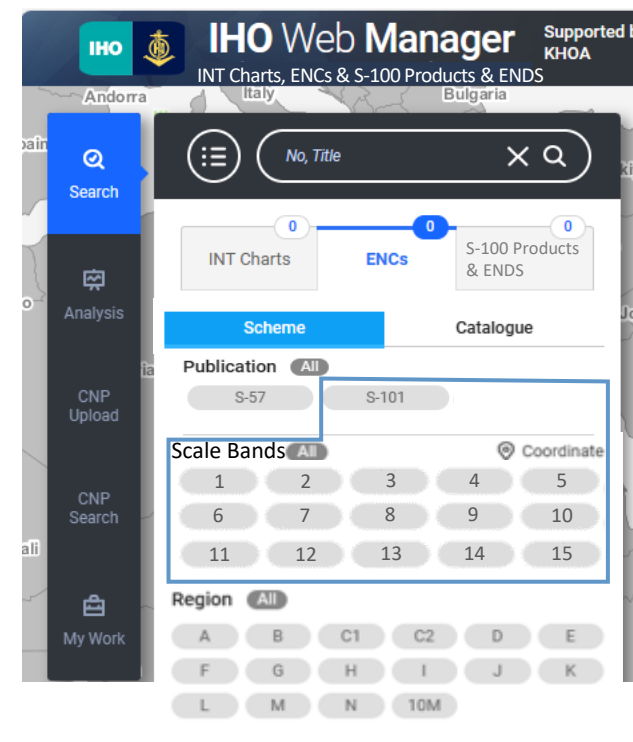 IHO IHO Web Manager Supported
KHOA
INT Charts, ENCs & S-100 Products & ENDS
Andorra Italy Bulgaria
Search
No, Title
INT Charts 0
ENCs 0
S-100 Products 0
& ENDS
Analysis
Scheme Catalogue
Publication All
S-57 S-101
CNP
Upload
Scale Bands All Coordinate
1 2 3 4 5
CNP
Search
6 7 8 9 10
11 12 13 14 15
My Work
Region All
A B C1 C2 D E
F G H I J K
L M N 10M